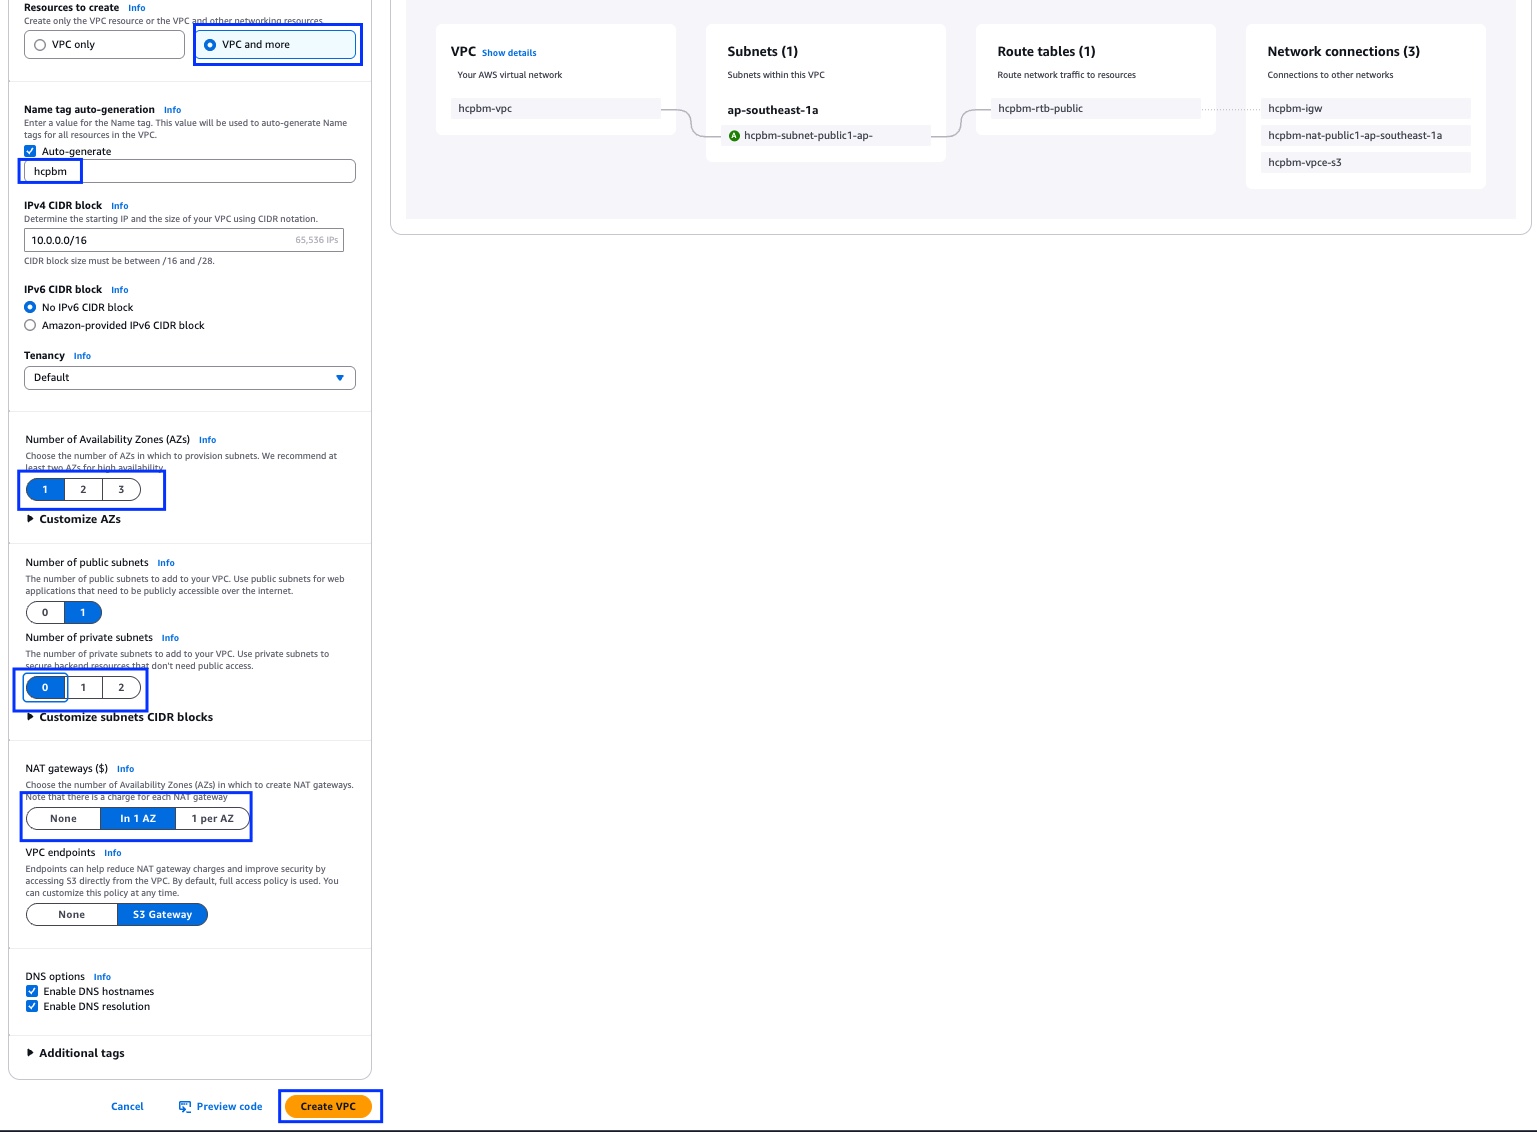 Resources to create Info
Create only the VPC resource or the VPC and other networking resources.
VPC only
VPC and more
Name tag auto-generation Info
Enter a value for the Name tag. This value will be used to auto-generate Name
tags for all resources in the VPC.
Auto-generate
hcpbm
IPv4 CIDR block Info
Determine the starting IP and the size of your VPC using CIDR notation.
10.0.0.0/16 65,536 IPs
CIDR block size must be between /16 and /28.
IPv6 CIDR block Info
No IPv6 CIDR block
Amazon-provided IPv6 CIDR block
Tenancy Info
Default
Number of Availability Zones (AZs) Info
Choose the number of AZs in which to provision subnets. We recommend at
least two AZs for high availability.
1 2 3
Customize AZs
Number of public subnets Info
The number of public subnets to add to your VPC. Use public subnets for web
applications that need to be publicly accessible over the internet.
0 1
Number of private subnets Info
The number of private subnets to add to your VPC. Use private subnets to
secure backend resources that don't need public access.
0 1 2
Customize subnets CIDR blocks
NAT gateways ($) Info
Choose the number of Availability Zones (AZs) in which to create NAT gateways.
Note that there is a charge for each NAT gateway
None In 1 AZ 1 per AZ
VPC endpoints Info
Endpoints can help reduce NAT gateway charges and improve security by
accessing S3 directly from the VPC. By default, full access policy is used. You
can customize this policy at any time.
None S3 Gateway
DNS options Info
Enable DNS hostnames
Enable DNS resolution
Additional tags
Cancel Preview code Create VPC
VPC Show details
Your AWS virtual network
hcpbm-vpc
Subnets (1)
Subnets within this VPC
ap-southeast-1a
A hcpbm-subnet-public1-ap-
Route tables (1)
Route network traffic to resources
hcpbm-rtb-public
Network connections (3)
Connections to other networks
hcpbm-igw
hcpbm-nat-public1-ap-southeast-1a
hcpbm-vpce-s3